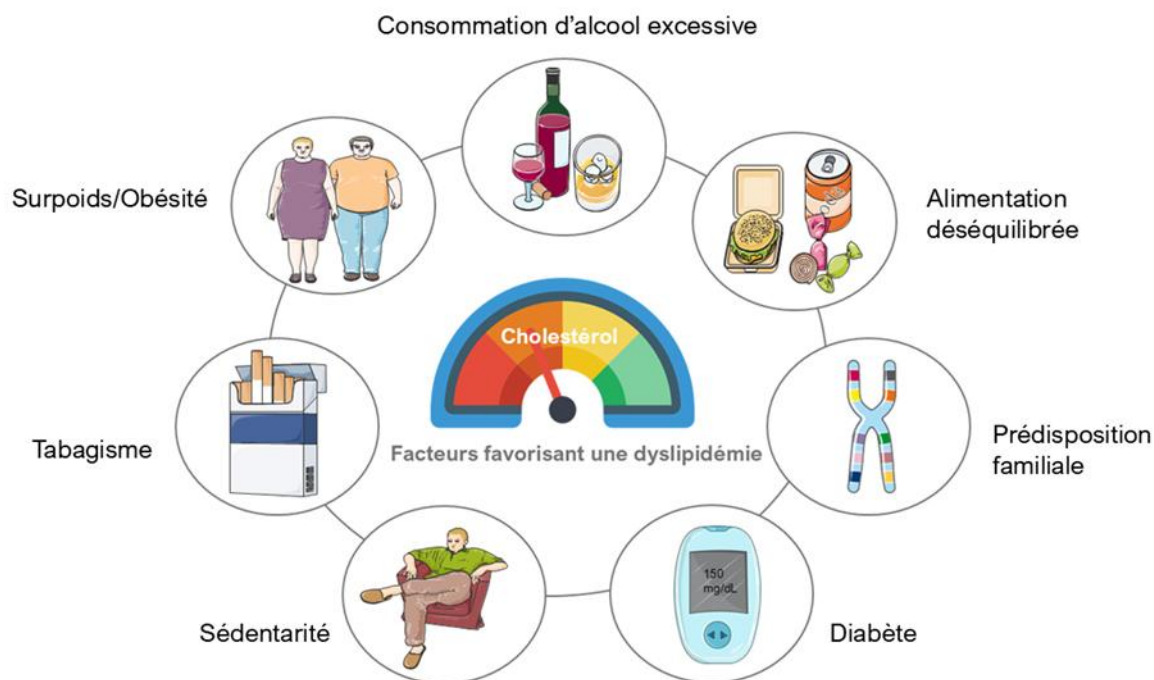 Consommation d'alcool excessive
Surpoids/Obésité
Alimentation
déséquilibrée
Cholestérol
Facteurs favorisant une dyslipidémie
Tabagisme
Prédisposition
familiale
150
mg/dL
Sédentarité
Diabète